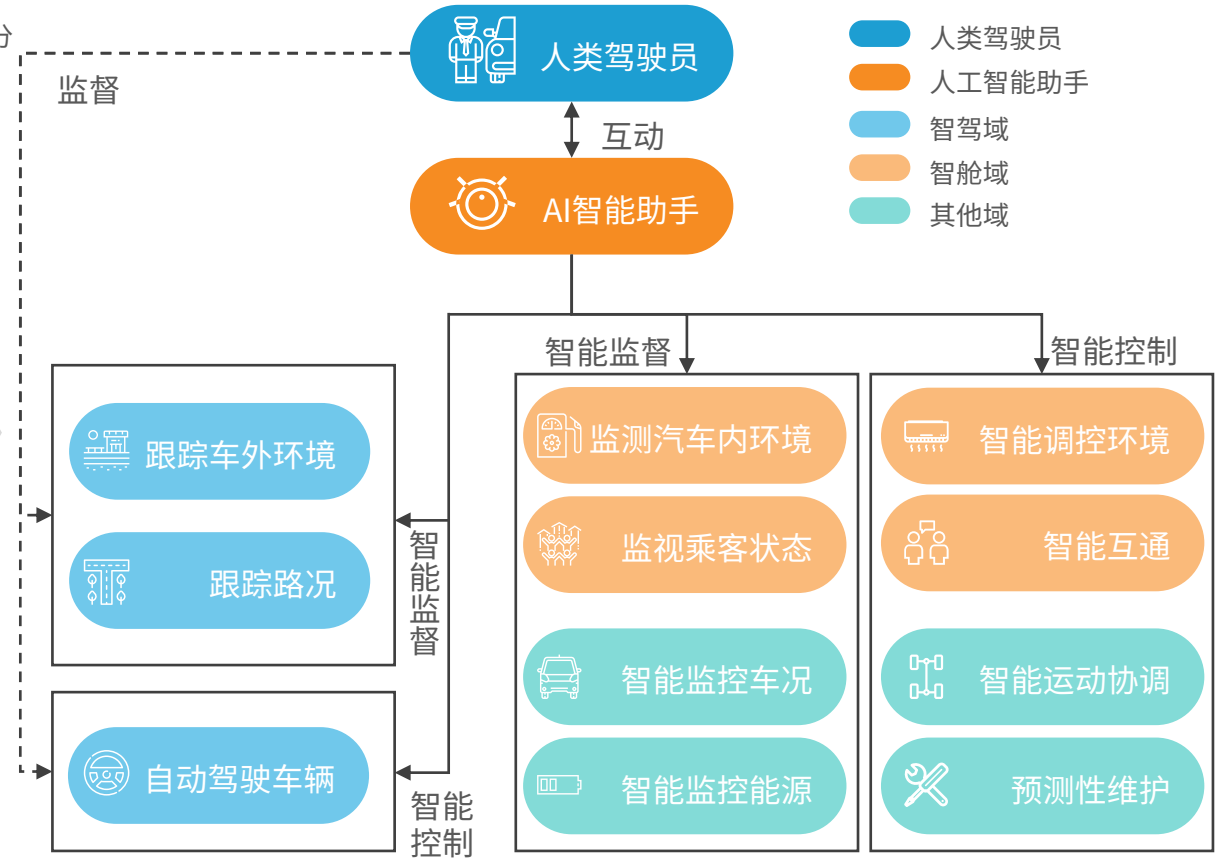 份
人类驾驶员
监督
互动
AI智能助手
人类驾驶员
人工智能助手
智驾域
智舱域
其他域
智能监督
智能控制
跟踪车外环境
跟踪路况
智能监督
自动驾驶车辆
智能
控制
监测汽车内环境
监视乘客状态
智能监控车况
智能监控能源
智能调控环境
智能互通
智能运动协调
预测性维护